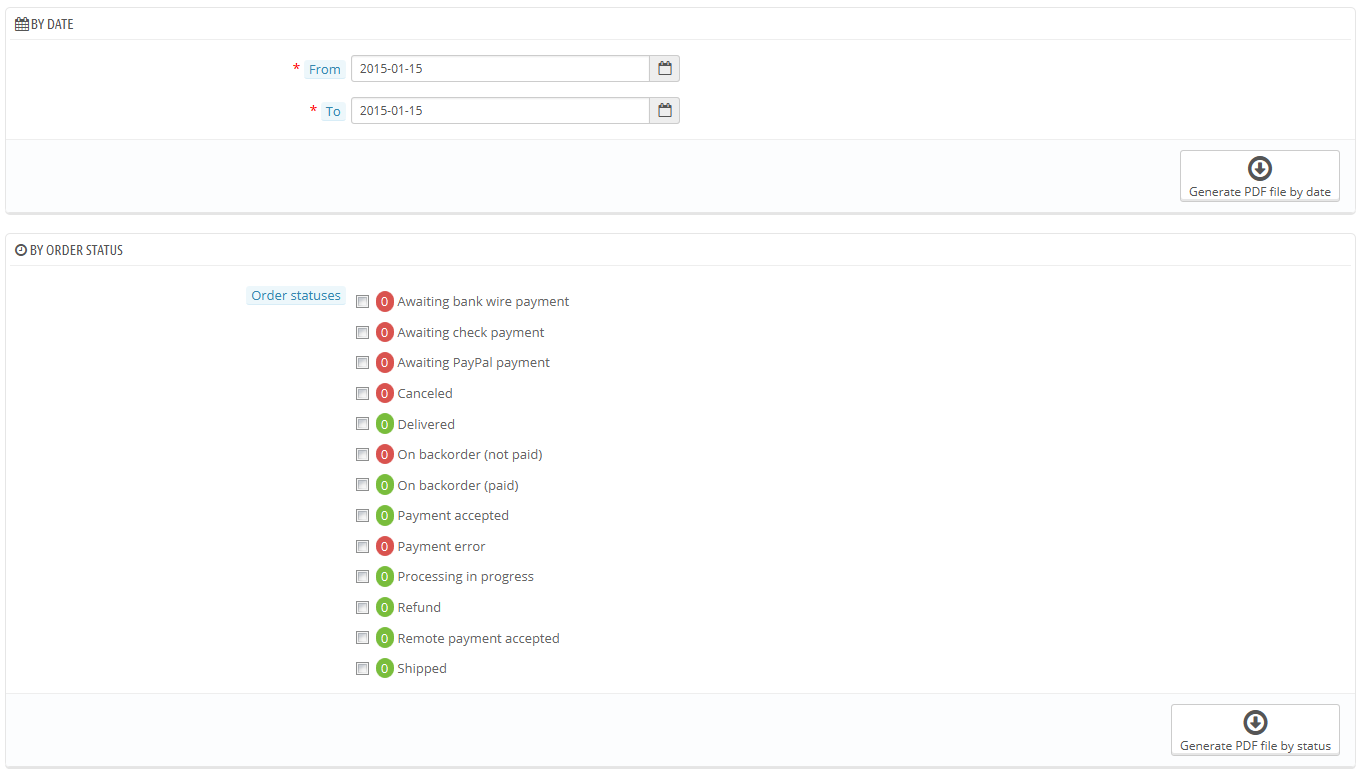 BY DATE
* From 2015-01-15
* To 2015-01-15
Generate PDF file by date
BY ORDER STATUS
Order statuses
0 Awaiting bank wire payment
0 Awaiting check payment
0 Awaiting PayPal payment
0 Canceled
0 Delivered
0 On backorder (not paid)
0 On backorder (paid)
0 Payment accepted
0 Payment error
0 Processing in progress
0 Refund
0 Remote payment accepted
0 Shipped
Generate PDF file by status